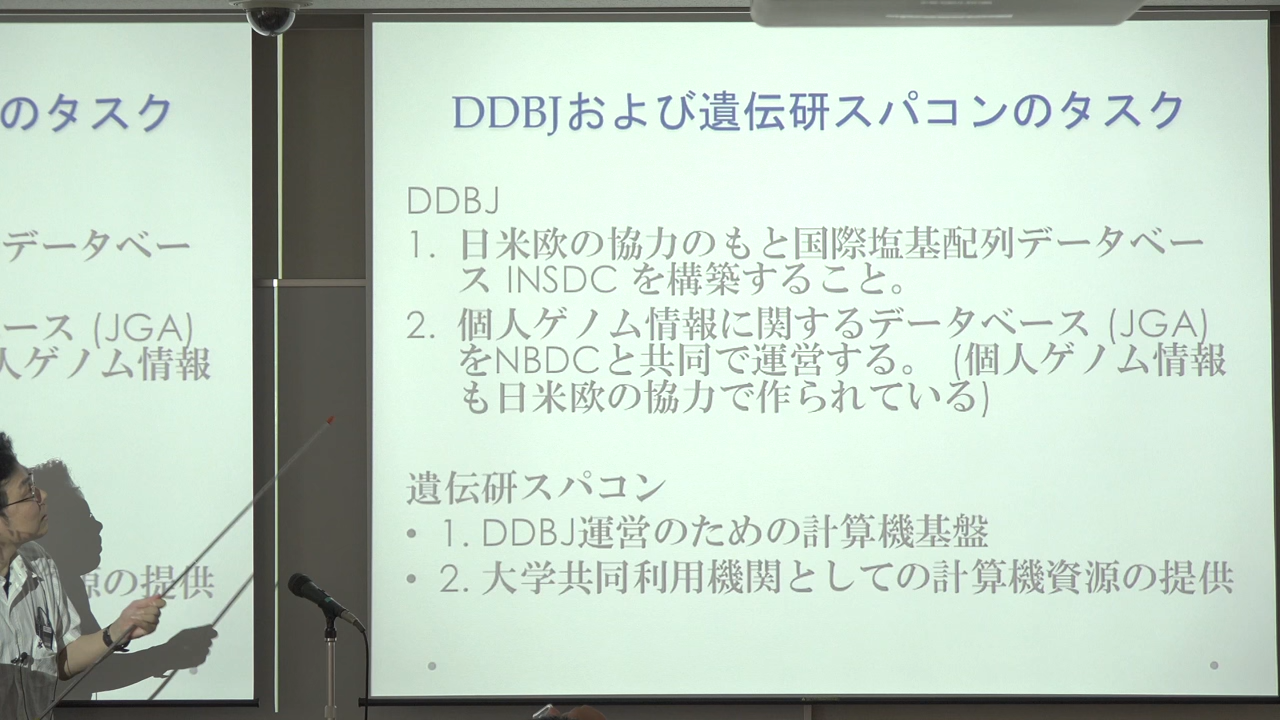 のタスク
データベー
ース (JGA)
人ゲノム情報
源の提供
DDBJおよび遺伝研スパコンのタスク
DDBJ
1. 日米欧の協力のもと国際塩基配列データベー
ス INSDC を構築すること。
2. 個人ゲノム情報に関するデータベース (JGA)
をNBDCと共同で運営する。 (個人ゲノム情報
も日米欧の協力で作られている)
遺伝研スパコン
• 1. DDBJ運営のための計算機基盤
• 2. 大学共同利用機関としての計算機資源の提供